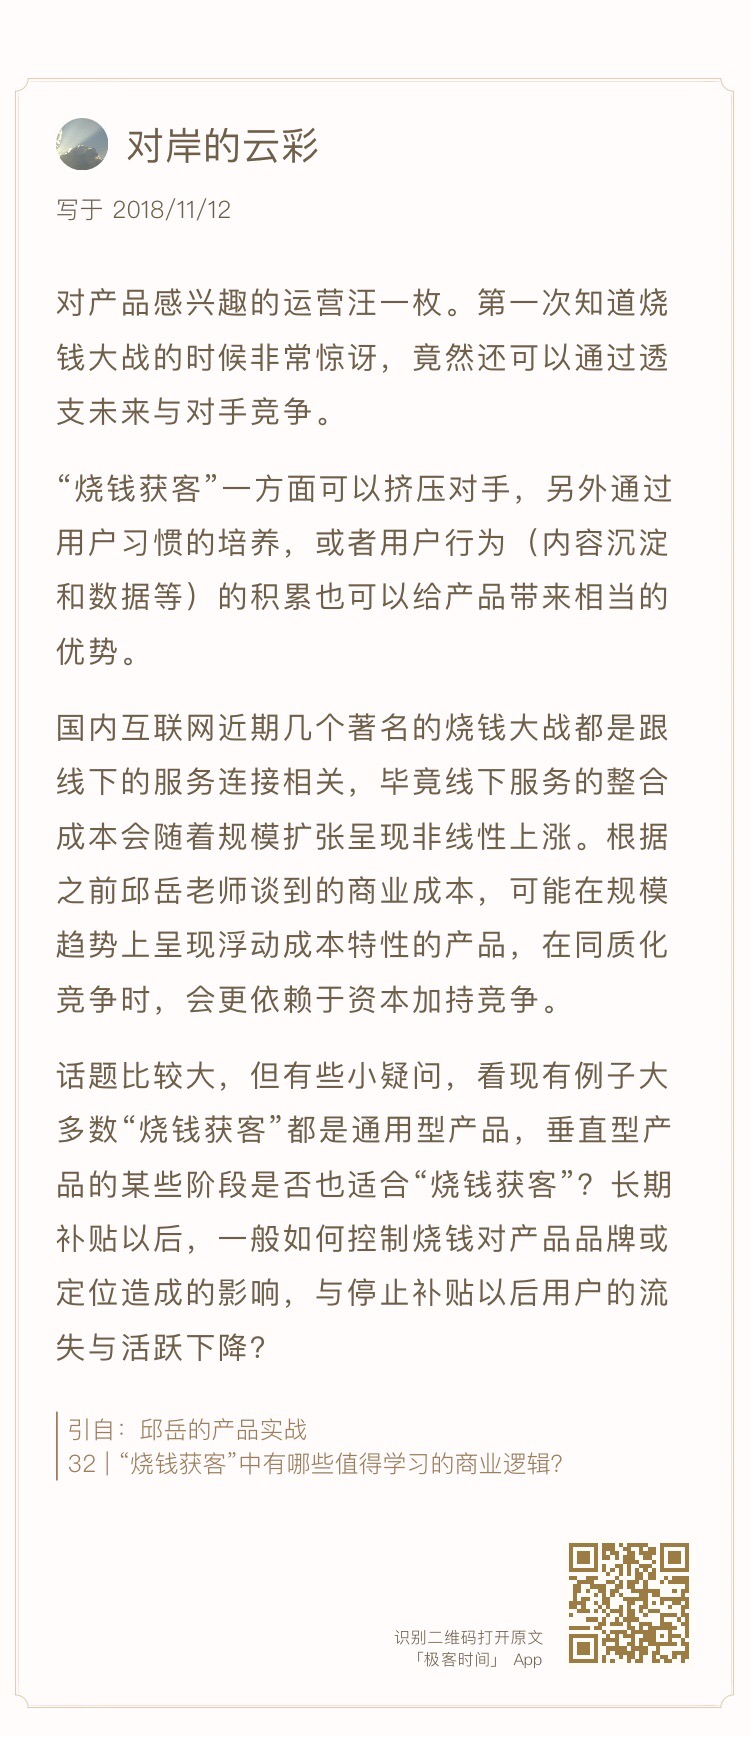 对岸的云彩
写于 2018/11/12
对产品感兴趣的运营汪一枚。第一次知道烧
钱大战的时候非常惊讶，竟然还可以通过透
支未来与对手竞争。
“烧钱获客”一方面可以挤压对手，另外通过
用户习惯的培养，或者用户行为（内容沉淀
和数据等）的积累也可以给产品带来相当的
优势。
国内互联网近期几个著名的烧钱大战都是跟
线下的服务连接相关，毕竟线下服务的整合
成本会随着规模扩张呈现非线性上涨。根据
之前邱岳老师谈到的商业成本，可能在规模
趋势上呈现浮动成本特性的产品，在同质化
竞争时，会更依赖于资本加持竞争。
话题比较大，但有些小疑问，看现有例子大
多数“烧钱获客”都是通用型产品，垂直型产
品的某些阶段是否也适合“烧钱获客”？长期
补贴以后，一般如何控制烧钱对产品品牌或
定位造成的影响，与停止补贴以后用户的流
失与活跃下降？
引自：邱岳的产品实战
32 | “烧钱获客”中有哪些值得学习的商业逻辑？
识别二维码打开原文
「极客时间」 App